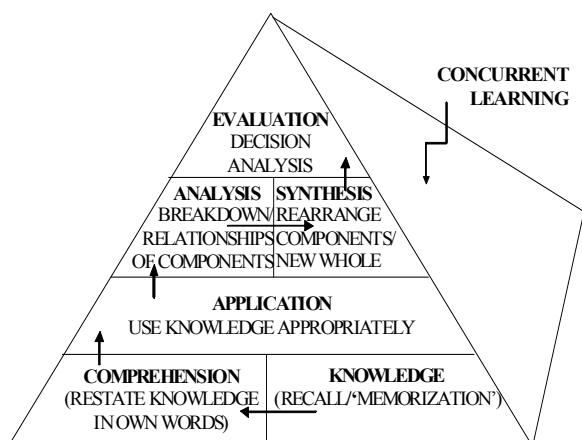 CONCURRENT
LEARNING
EVALUATION
DECISION
ANALYSIS
ANALYSIS
BREAKDOWN/
RELATIONSHIPS
OF COMPONENTS
SYNTHESIS
REARRANGE
COMPONENTS/
NEW WHOLE
APPLICATION
USE KNOWLEDGE APPROPRIATELY
COMPREHENSION
(RESTATE KNOWLEDGE
IN OWN WORDS)
KNOWLEDGE
(RECALL/‘MEMORIZATION’)